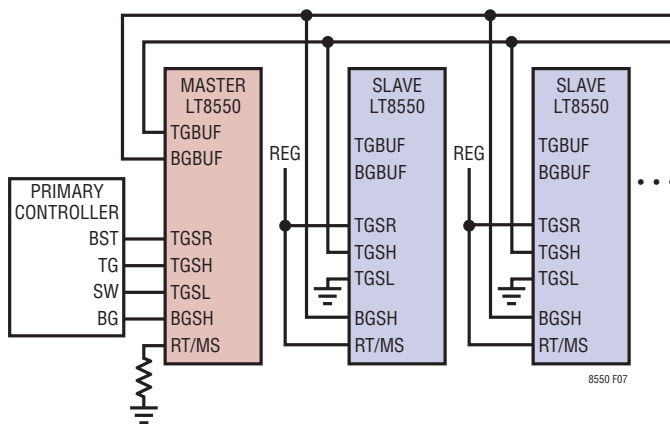 MASTER
LT8550
TGBUF
BGBUF
TGSR
TGSH
TGSL
BGSH
RT/MS
PRIMARY
CONTROLLER
BST
TG
SW
BG
REG
SLAVE
LT8550
TGBUF
BGBUF
TGSR
TGSH
TGSL
BGSH
RT/MS
REG
SLAVE
LT8550
TGBUF
BGBUF
TGSR
TGSH
TGSL
BGSH
RT/MS
8550 F07